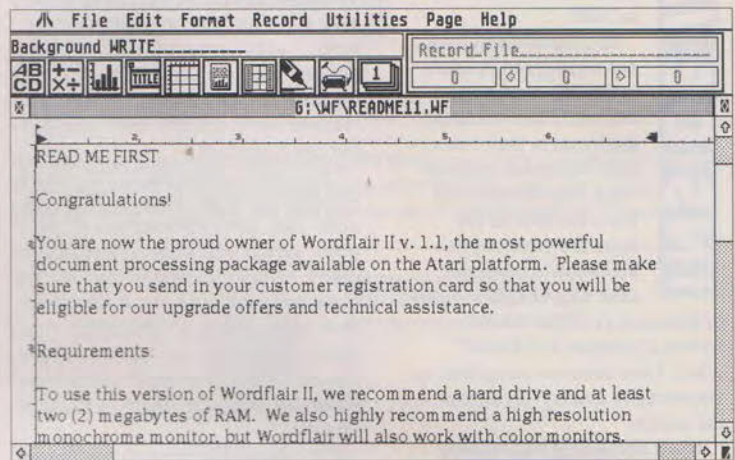 File Edit Format Record Utilities Page Help
Background WRITE__________
Record_File_______________________
AB
CD
TITLE
1
0 0 0
G:\WF\README11.WF
2 3 4 5 6
READ ME FIRST
Congratulations!
You are now the proud owner of Wordflair II v. 1.1, the most powerful
document processing package available on the Atari platform. Please make
sure that you send in your customer registration card so that you will be
eligible for our upgrade offers and technical assistance.
Requirements:
To use this version of Wordflair II, we recommend a hard drive and at least
two (2) megabytes of RAM. We also highly recommend a high resolution
monochrome monitor, but Wordflair will also work with color monitors.